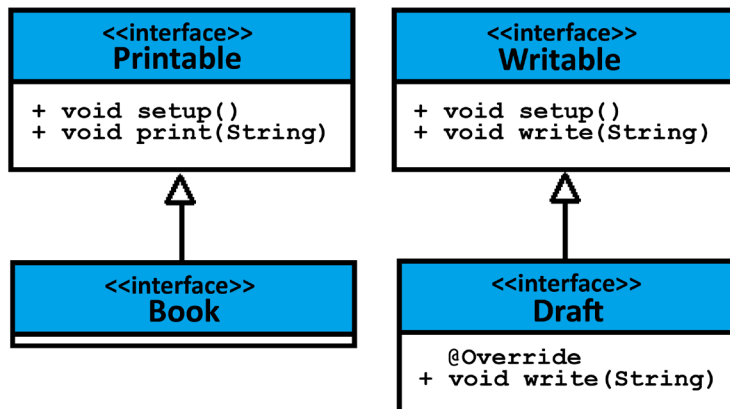 <<interface>>
Printable
+ void setup()
+ void print(String)
<<interface>>
Writable
+ void setup()
+ void write(String)
<<interface>>
Book
<<interface>>
Draft
@Override
+ void write(String)